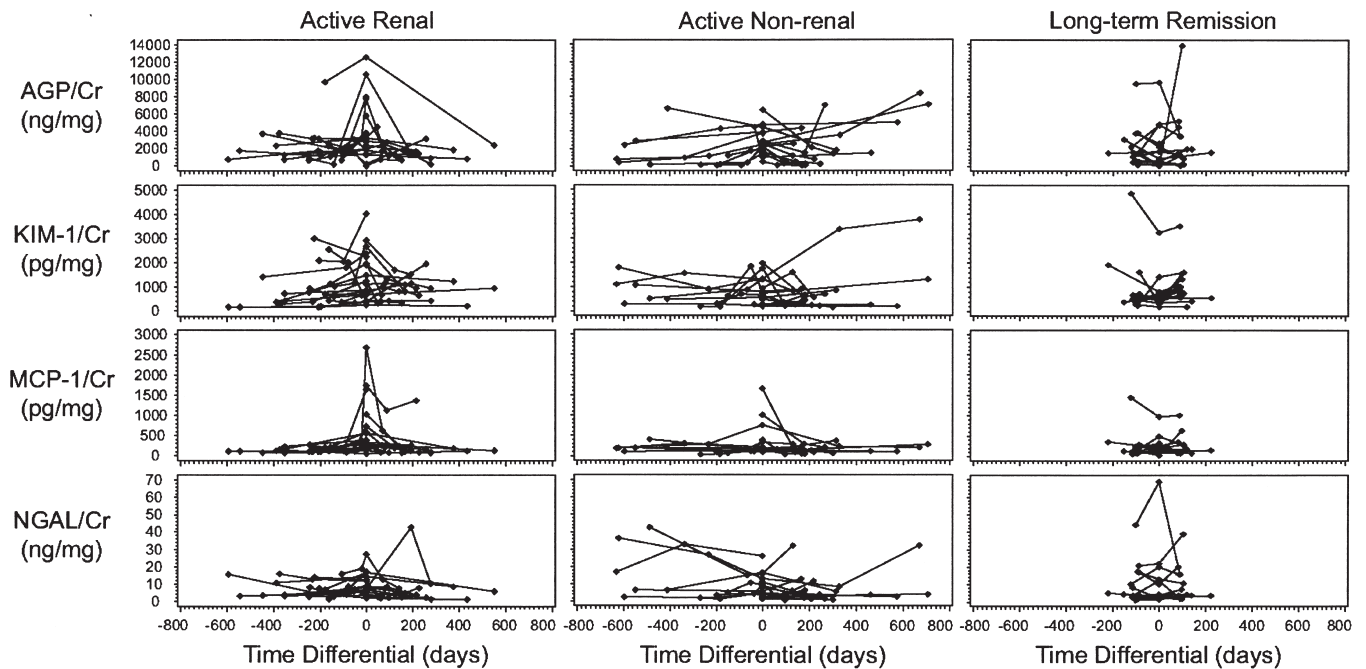 Active Renal Active Non-renal Long-term Remission
AGP/Cr
(ng/mg)
14000
12000
10000
8000
6000
4000
2000
0
KIM-1/Cr
(pg/mg)
5000
4000
3000
2000
1000
0
MCP-1/Cr
(pg/mg)
3000
2500
2000
1500
1000
500
0
NGAL/Cr
(ng/mg)
70
60
50
40
30
20
10
0
-800 -600 -400 -200 0 200 400 600 800 -800 -600 -400 -200 0 200 400 600 800 -800 -600 -400 -200 0 200 400 600 800
Time Differential (days) Time Differential (days) Time Differential (days)